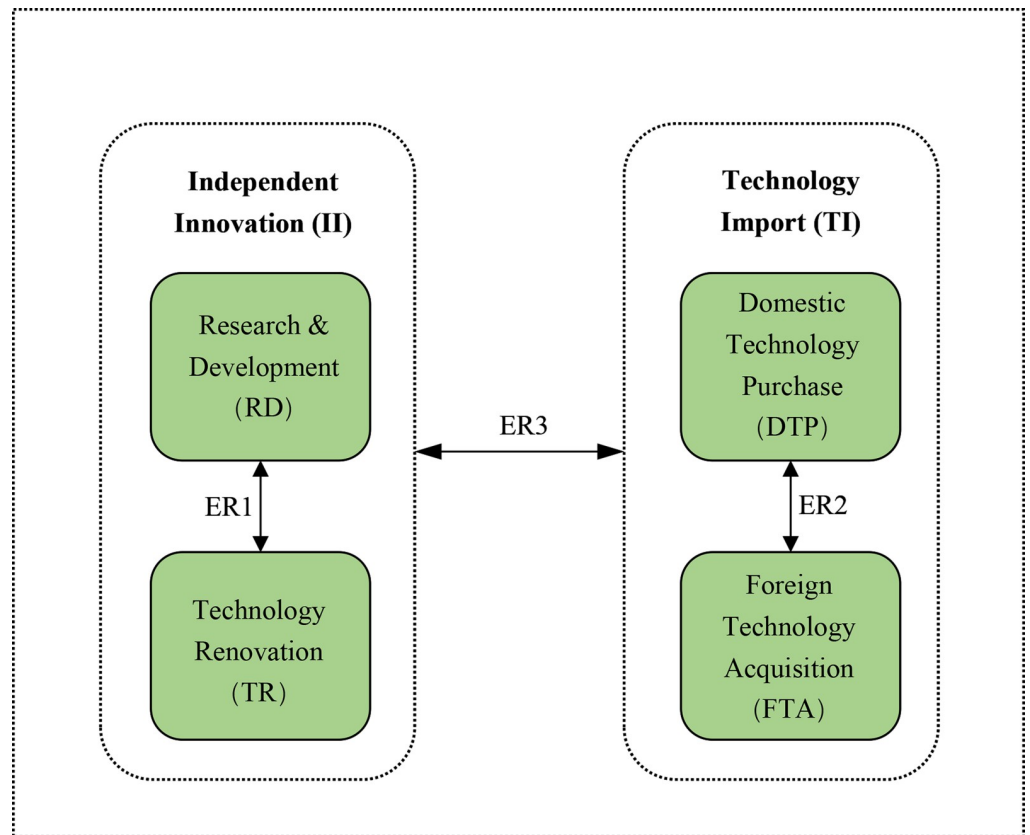 Independent
Innovation (II)
Research &
Development
(RD)
ER1
Technology
Renovation
(TR)
ER3
Technology
Import (TI)
Domestic
Technology
Purchase
(DTP)
ER2
Foreign
Technology
Acquisition
(FTA)